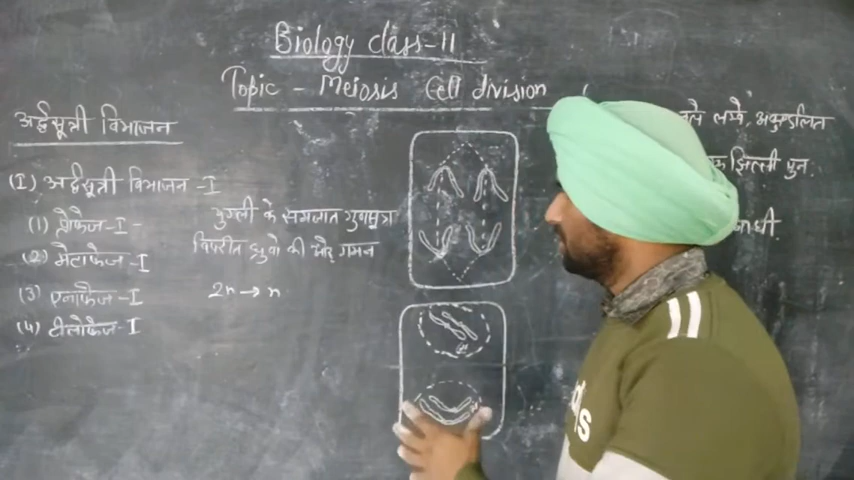 Biology class-11
Topic - Meiosis Cell division
अर्द्धसूत्री विभाजन
(I) अर्द्धसूत्री विभाजन -I
(1) प्रोफेज-I-
(2) मेटाफेज-I
(3) एनाफेज-I
(4) टीलोफेज-I
युग्ली के समजात गुणसूत्रा
विपरीत ध्रुवो की ओर गमन
2n → n
लम्बे, अकुण्डलित
झिल्ली पुन